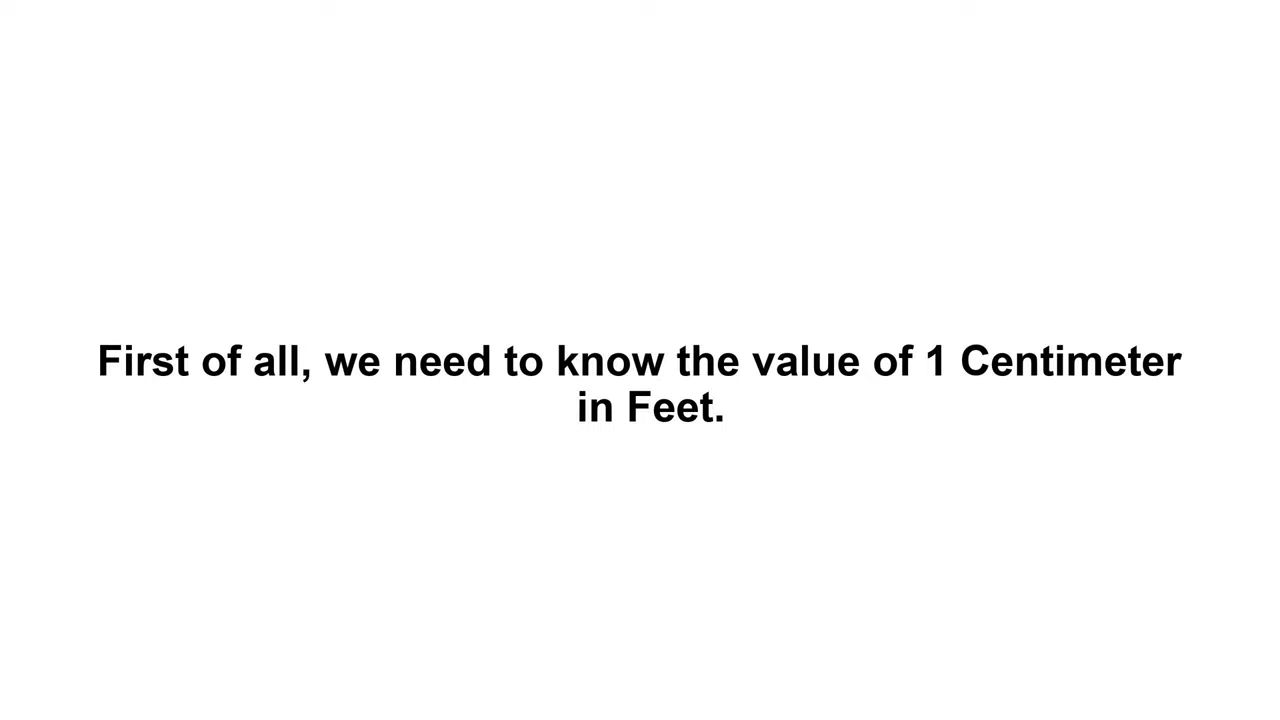 First of all, we need to know the value of 1 Centimeter
in Feet.